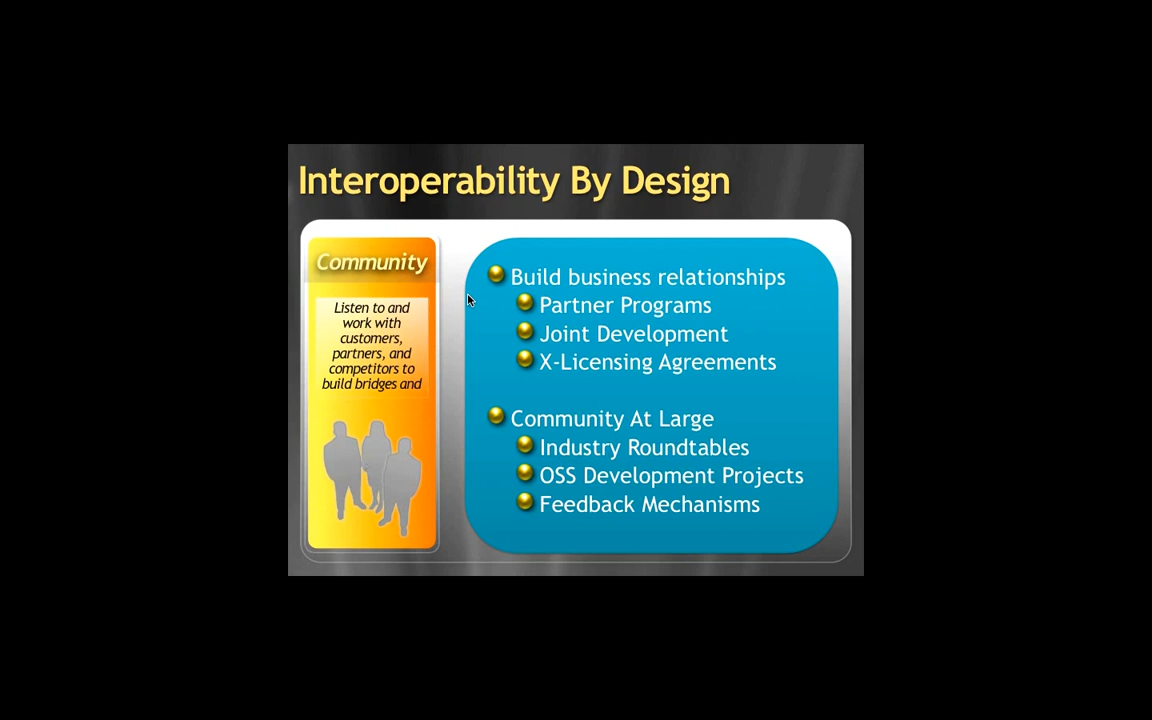 Interoperability By Design
Community
Listen to and
work with
customers,
partners, and
competitors to
build bridges and
Build business relationships
Partner Programs
Joint Development
X-Licensing Agreements
Community At Large
Industry Roundtables
OSS Development Projects
Feedback Mechanisms